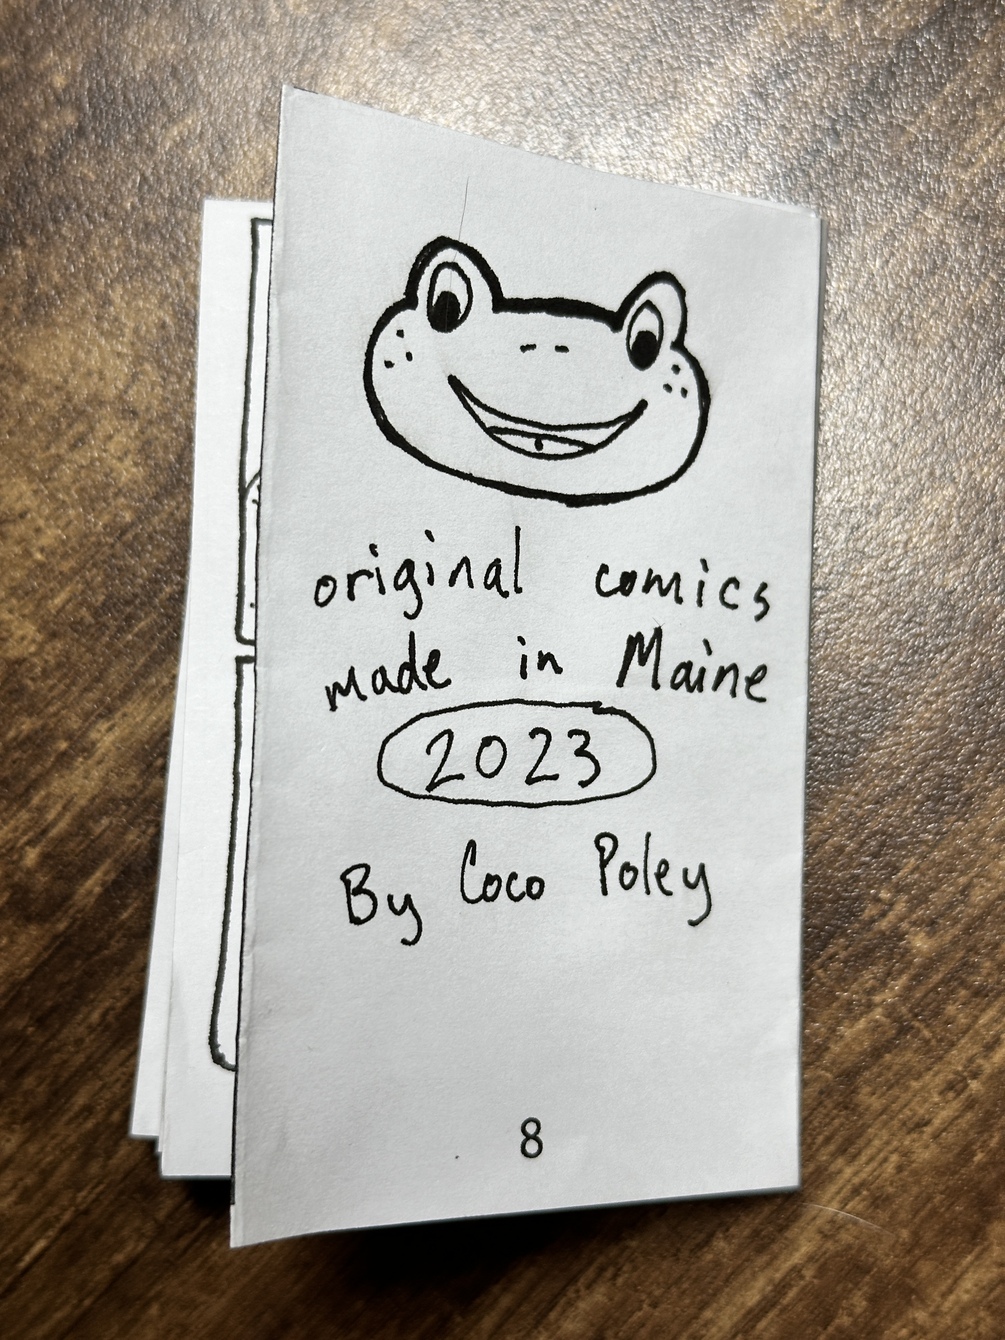 original comics
made in Maine
2023
By Coco Poley
8